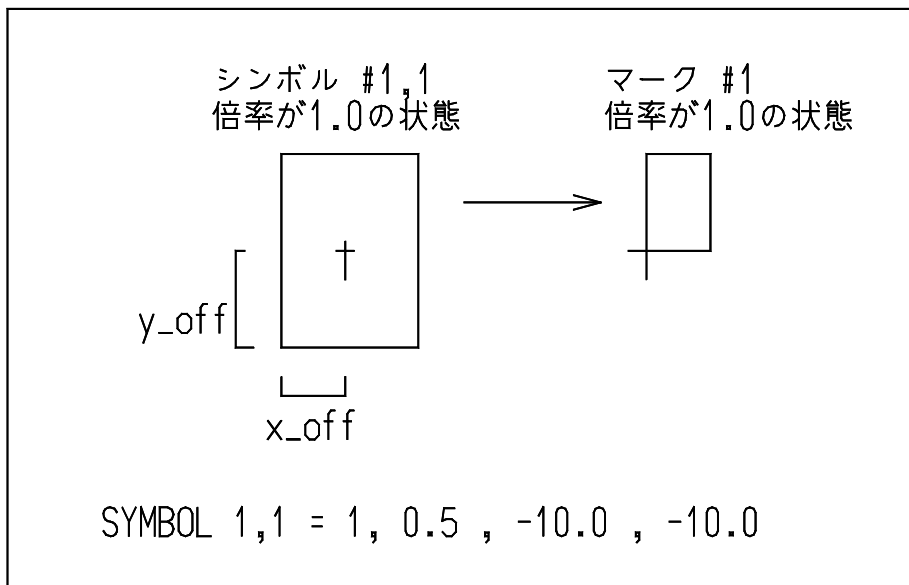 シンボル #1,1
倍率が1.0の状態
マーク #1
倍率が1.0の状態
y_off
x_off
SYMBOL 1,1 = 1, 0.5 , -10.0 , -10.0